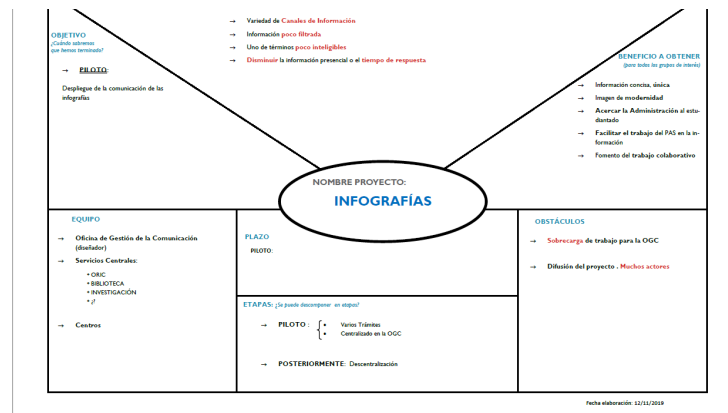 → Variedad de Canales de Información
→ Información poco filtrada
→ Uno de términos poco inteligibles
→ Disminuir la información presencial o el tiempo de respuesta
OBJETIVO
¿Cuándo sabremos
que hemos terminado?
→ PILOTO:
Despliegue de la comunicación de las
infografías
BENEFICIO A OBTENER
(para todos los grupos de interés)
→ Información concisa, única
→ Imagen de modernidad
→ Acercar la Administración al estu-
diantado
→ Facilitar el trabajo del PAS en la in-
formación
→ Fomento del trabajo colaborativo
NOMBRE PROYECTO:
INFOGRAFÍAS
EQUIPO
→ Oficina de Gestión de la Comunicación
(diseñador)
→ Servicios Centrales:
• ORIC
• BIBLIOTECA
• INVESTIGACIÓN
• ¿?
→ Centros
PLAZO
PILOTO:
ETAPAS: ¿Se puede descomponer en etapas?
→ PILOTO : { • Varios Trámites
• Centralizado en la OGC
→ POSTERIORMENTE: Descentralización
OBSTÁCULOS
→ Sobrecarga de trabajo para la OGC
→ Difusión del proyecto . Muchos actores
Fecha elaboración: 12/11/2019